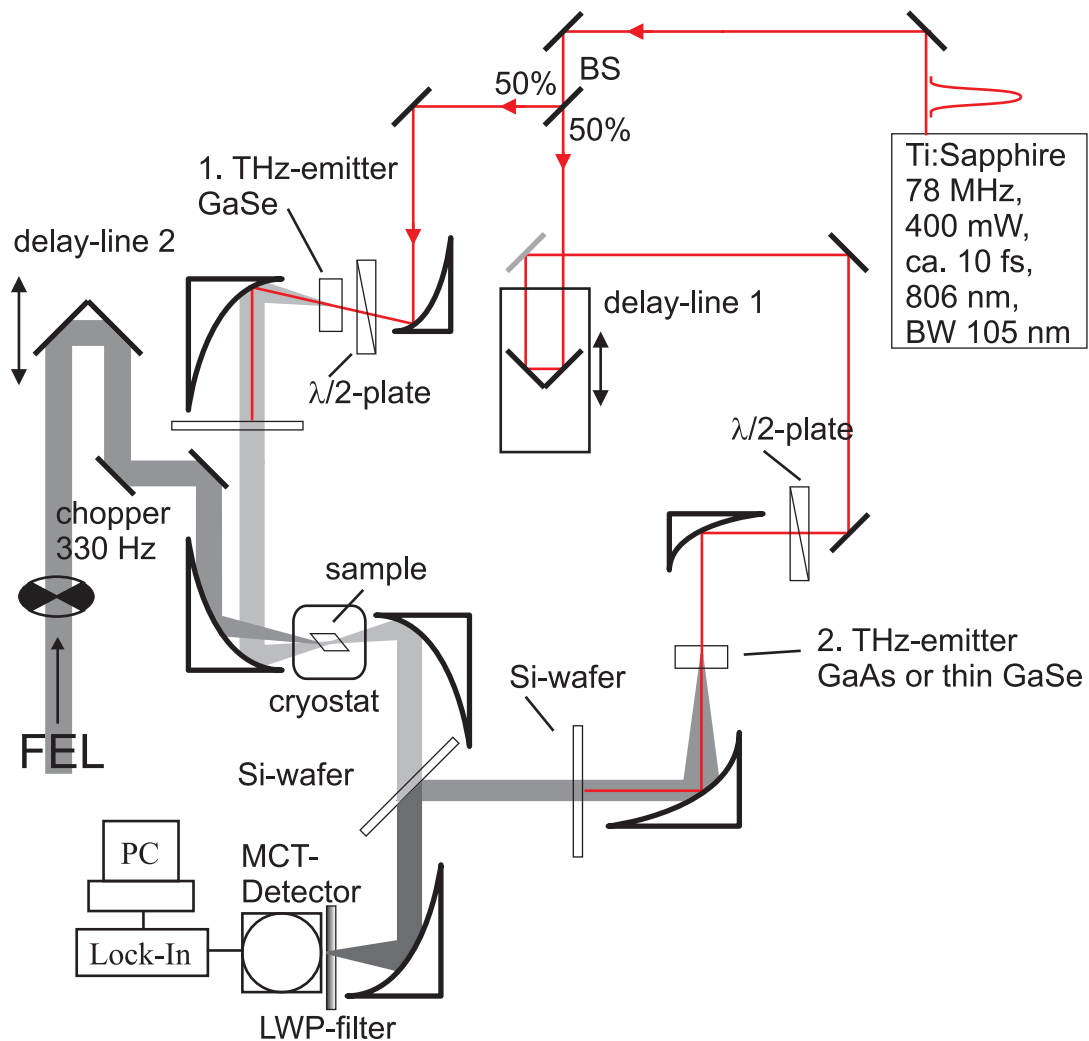 BS
50%
50%
Ti:Sapphire
78 MHz,
400 mW,
ca. 10 fs,
806 nm,
BW 105 nm
1. THz-emitter
GaSe
delay-line 2
delay-line 1
λ/2-plate
λ/2-plate
chopper
330 Hz
sample
cryostat
2. THz-emitter
GaAs or thin GaSe
Si-wafer
FEL
Si-wafer
PC
MCT-
Detector
Lock-In
LWP-filter